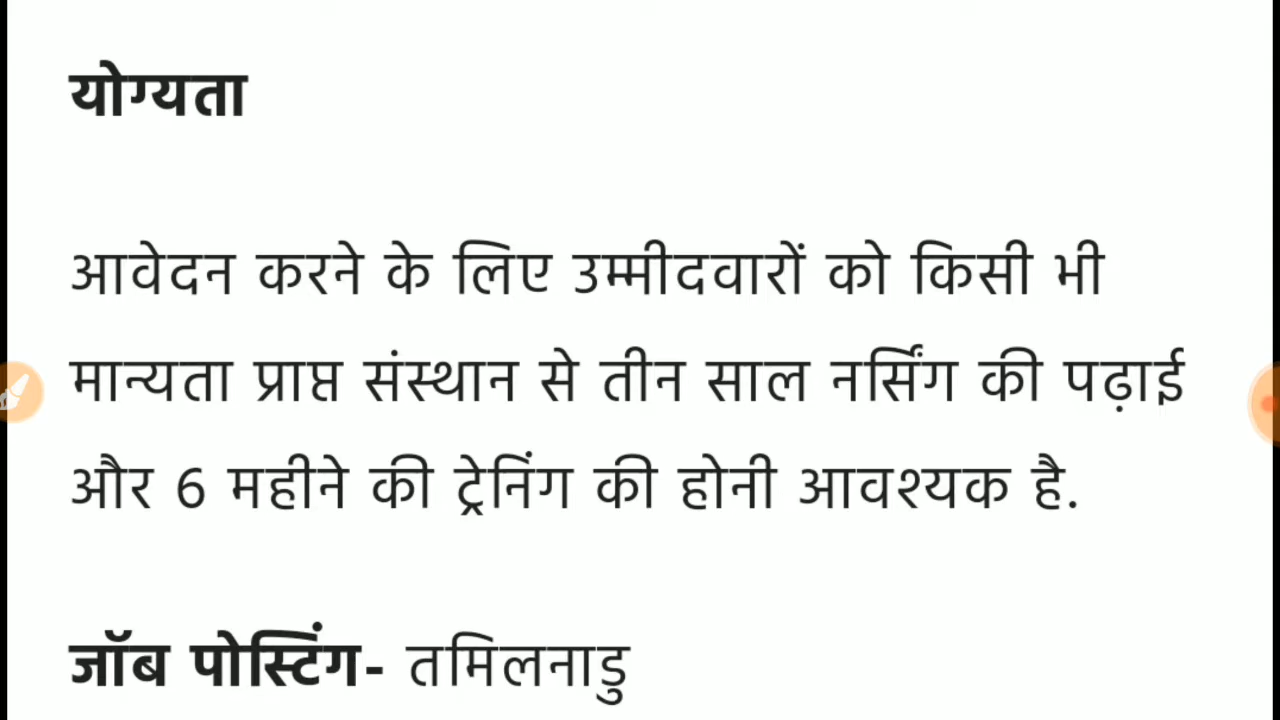 योग्यता
आवेदन करने के लिए उम्मीदवारों को किसी भी
मान्यता प्राप्त संस्थान से तीन साल नर्सिंग की पढ़ाई
और 6 महीने की ट्रेनिंग की होनी आवश्यक है.
जॉब पोस्टिंग- तमिलनाडु